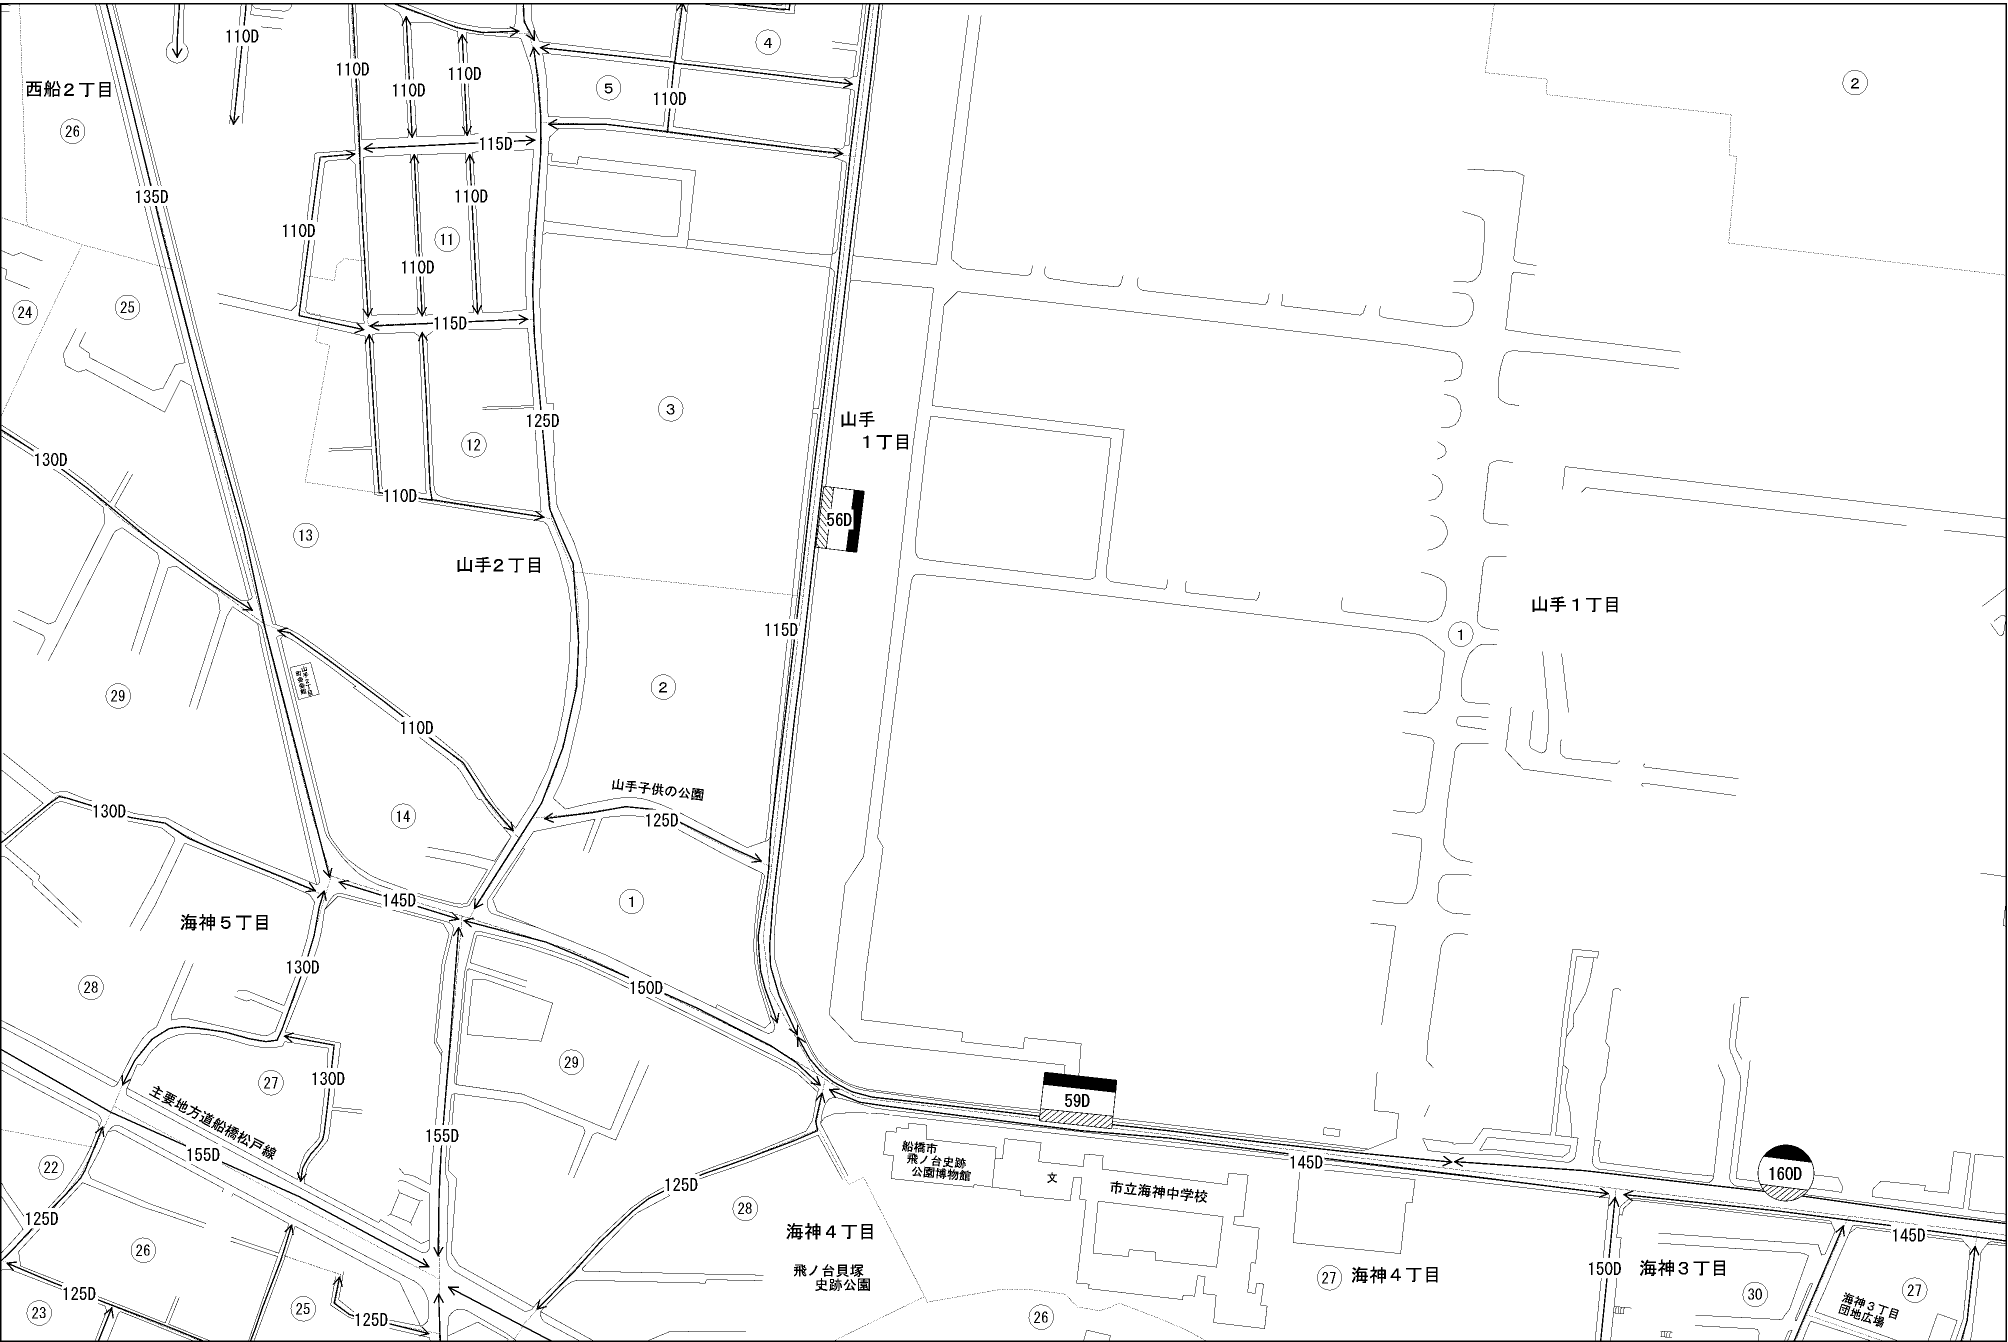 110D
④
西船２丁目
110D
110D
110D
⑤
110D
②
㉖
115D
135D
110D
110D
⑪
110D
㉔
㉕
115D
③
山手
１丁目
125D
⑫
130D
110D
56D
⑬
山手２丁目
115D
山手１丁目
①
㉙
②
110D
山手子供の公園
125D
130D
⑭
145D
①
海神５丁目
130D
150D
㉘
㉙
㉗
130D
主要地方道船橋松戸線
59D
155D
155D
船橋市
飛ノ台史跡
公園博物館
文
市立海神中学校
145D
160D
㉒
125D
125D
㉘
海神４丁目
飛ノ台貝塚
史跡公園
145D
㉖
㉗
海神４丁目
150D
海神３丁目
㉚
㉗
海神３丁目
団地広場
125D
㉓
㉕
125D
㉖